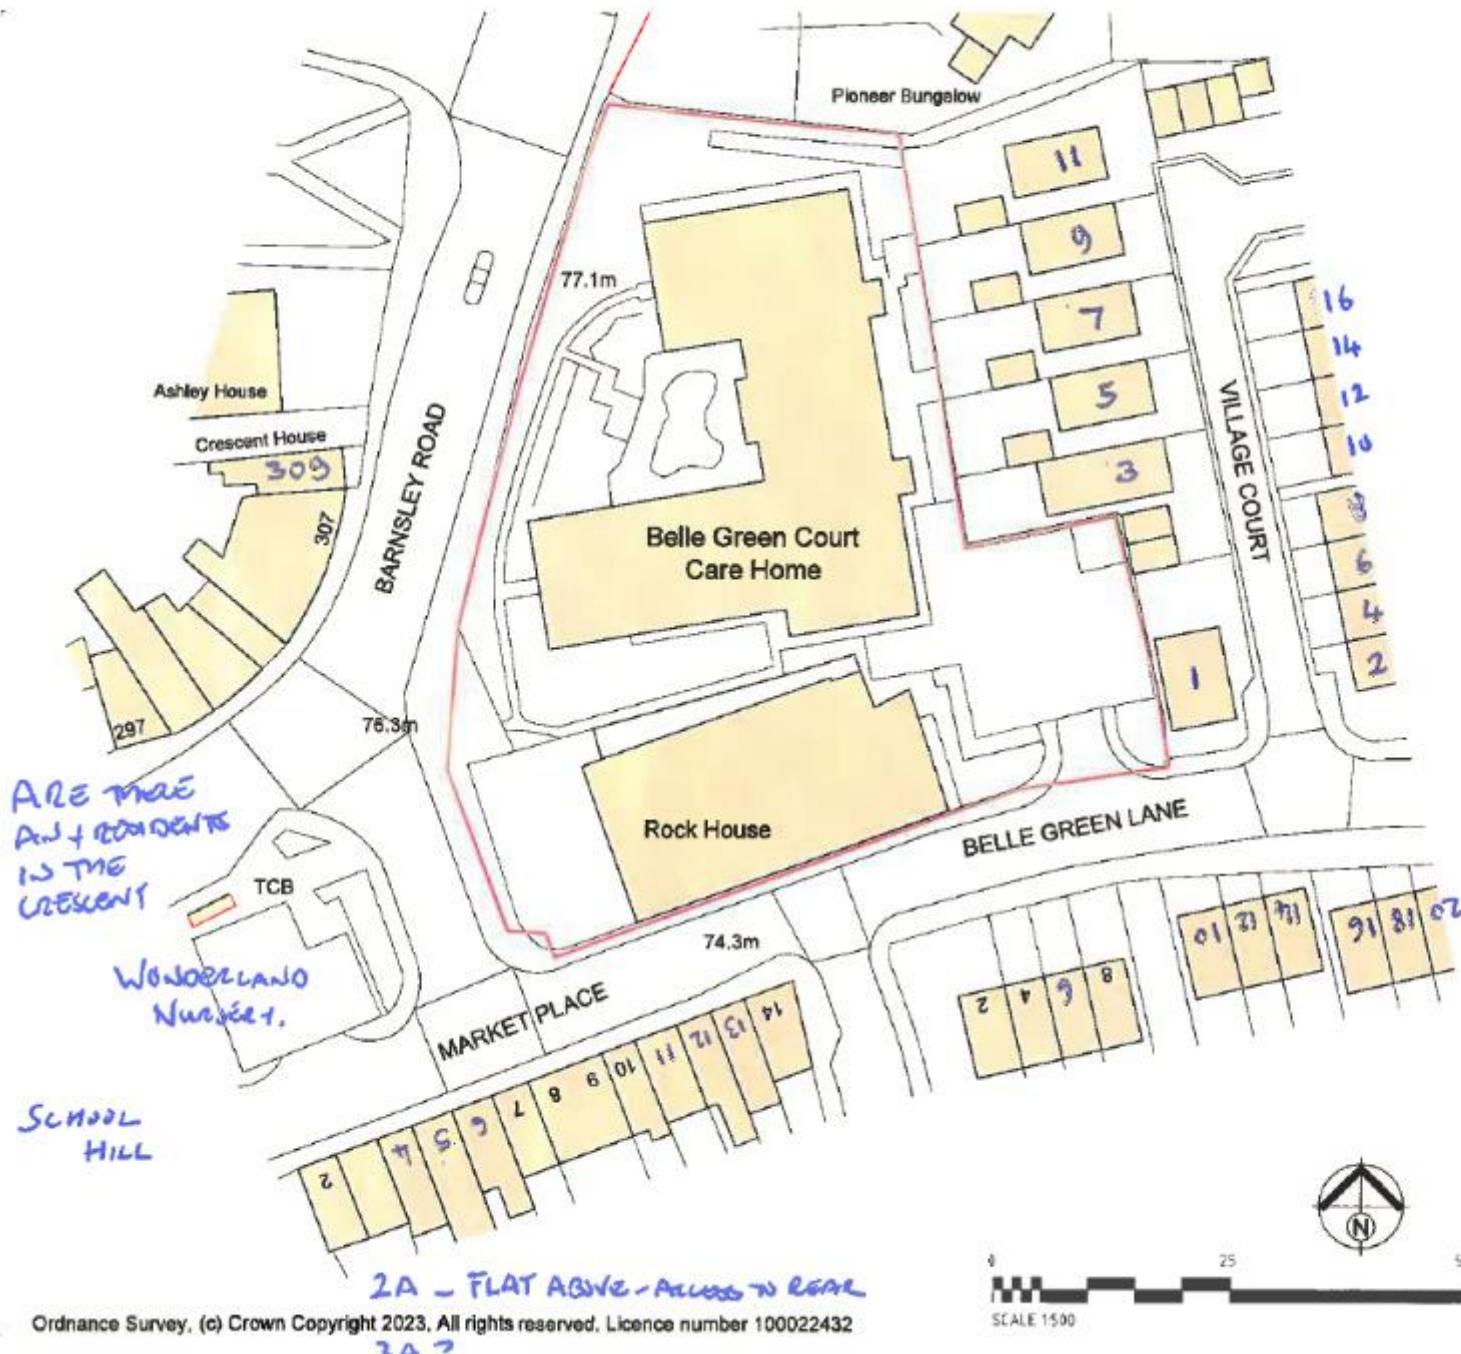 Pioneer Bungalow
11
9
7
5
3
1
77.1m
16
14
12
10
8
6
4
2
VILLAGE COURT
Ashley House
Crescent House
309
307
297
BARNSLEY ROAD
Belle Green Court
Care Home
76.3m
Rock House
BELLE GREEN LANE
ARE THERE
ANY RESIDENTS
IN THE
CRESCENT
TCB
WONDERLAND
NURSERY.
74.3m
MARKET PLACE
SCHOOL
HILL
2
4
5
6
7
8
9
10
11
12
13
14
2
4
6
8
10
12
14
16
18
20
N
0
25
SCALE 1:500
2A - FLAT ABOVE - ACCESS TO REAR
Ordnance Survey, (c) Crown Copyright 2023, All rights reserved. Licence number 100022432
3A ?